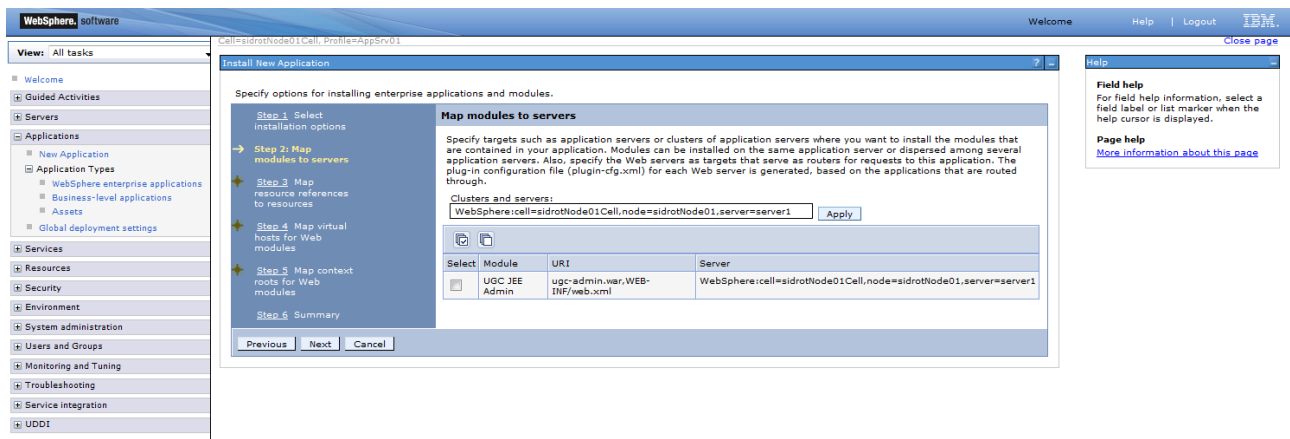 WebSphere. software
Welcome
Help | Logout
IBM.
View: All tasks
Welcome
Guided Activities
Servers
Applications
New Application
Application Types
WebSphere enterprise applications
Business-level applications
Assets
Global deployment settings
Services
Resources
Security
Environment
System administration
Users and Groups
Monitoring and Tuning
Troubleshooting
Service integration
UDDI
Cell=sidrotNode01Cell, Profile=AppSrv01
Close page
Install New Application
?
Specify options for installing enterprise applications and modules.
Step 1 Select
installation options
Step 2: Map
modules to servers
Step 3 Map
resource references
to resources
Step 4 Map virtual
hosts for Web
modules
Step 5 Map context
roots for Web
modules
Step 6 Summary
Map modules to servers
Specify targets such as application servers or clusters of application servers where you want to install the modules that
are contained in your application. Modules can be installed on the same application server or dispersed among several
application servers. Also, specify the Web servers as targets that serve as routers for requests to this application. The
plug-in configuration file (plugin-cfg.xml) for each Web server is generated, based on the applications that are routed
through.
Clusters and servers:
WebSphere:cell=sidrotNode01Cell,node=sidrotNode01,server=server1
Apply
Select Module URI Server
UGC JEE
Admin
ugc-admin.war,WEB-
INF/web.xml
WebSphere:cell=sidrotNode01Cell,node=sidrotNode01,server=server1
Previous Next Cancel
Help
Field help
For field help information, select a
field label or list marker when the
help cursor is displayed.
Page help
More information about this page